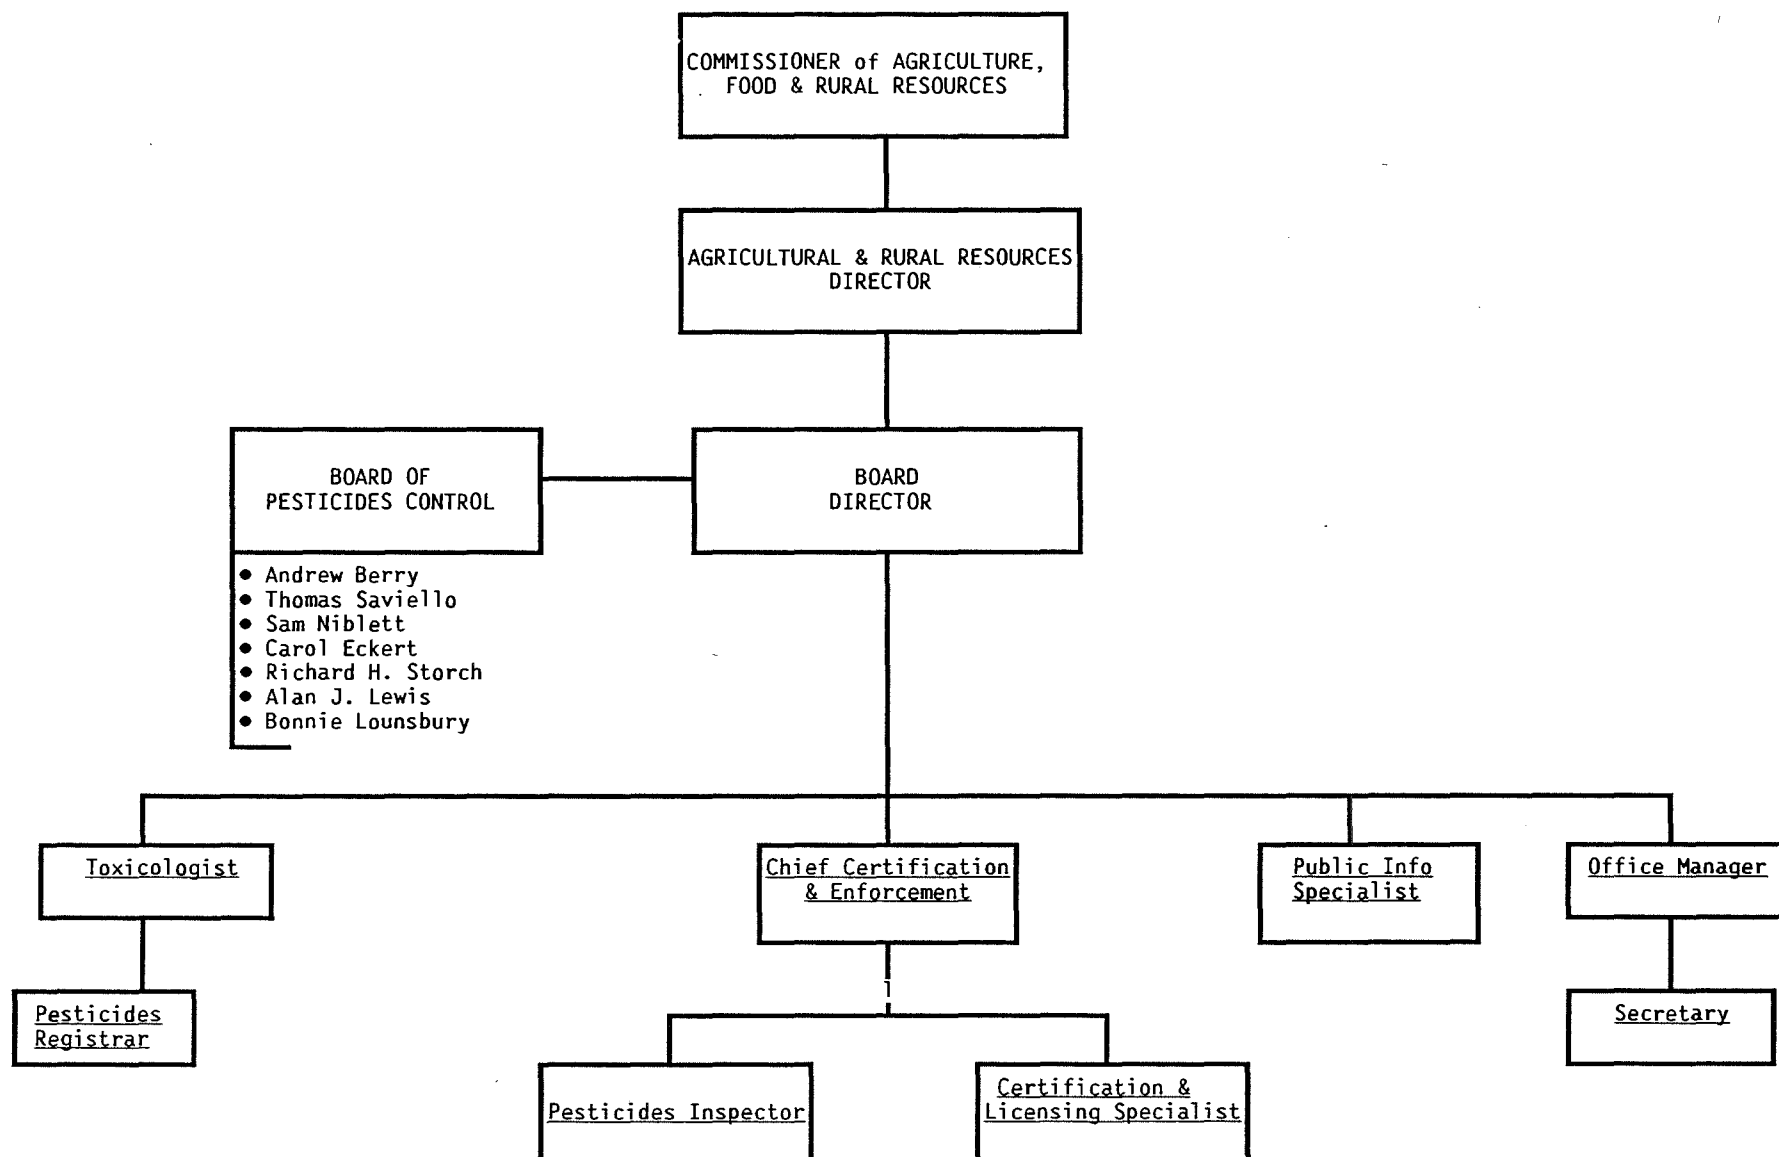 COMMISSIONER of AGRICULTURE,
FOOD & RURAL RESOURCES
AGRICULTURAL & RURAL RESOURCES
DIRECTOR
BOARD OF
PESTICIDES CONTROL
BOARD
DIRECTOR
• Andrew Berry
• Thomas Saviello
• Sam Niblett
• Carol Eckert
• Richard H. Storch
• Alan J. Lewis
• Bonnie Lounsbury
Toxicologist
Chief Certification
& Enforcement
Public Info
Specialist
Office Manager
Pesticides
Registrar
Secretary
Pesticides Inspector
Certification &
Licensing Specialist